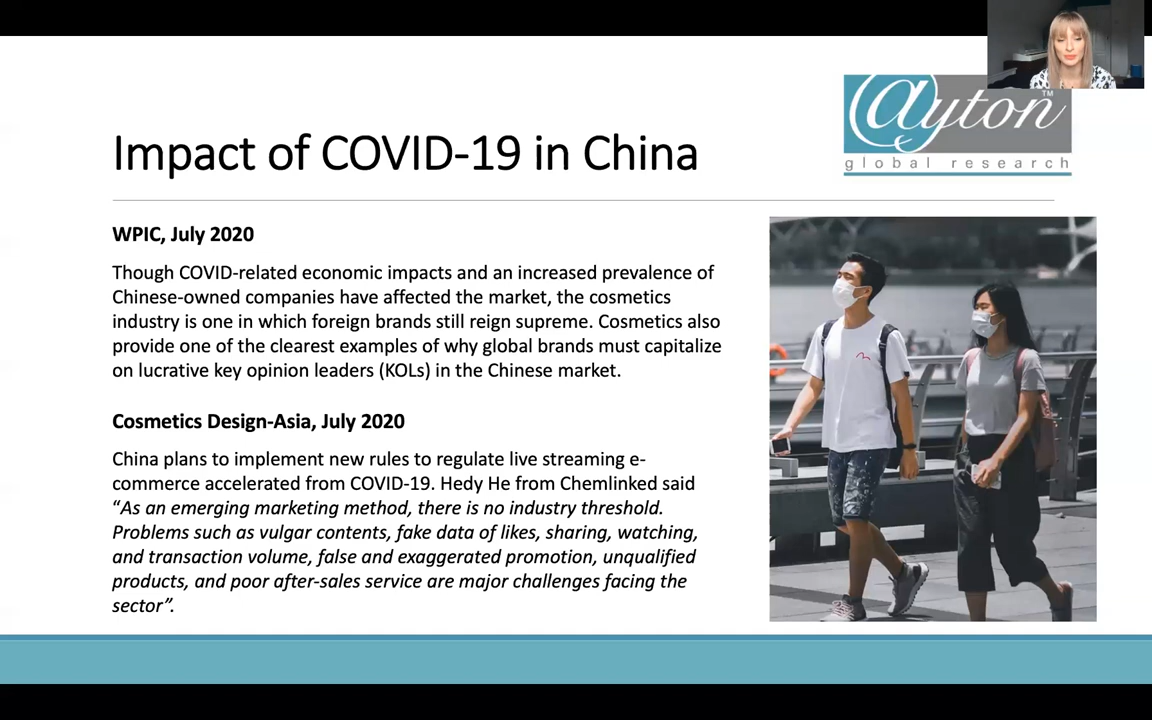 Impact of COVID-19 in China
@yton
TM
global research
WPIC, July 2020
Though COVID-related economic impacts and an increased prevalence of
Chinese-owned companies have affected the market, the cosmetics
industry is one in which foreign brands still reign supreme. Cosmetics also
provide one of the clearest examples of why global brands must capitalize
on lucrative key opinion leaders (KOLs) in the Chinese market.
Cosmetics Design-Asia, July 2020
China plans to implement new rules to regulate live streaming e-
commerce accelerated from COVID-19. Hedy He from Chemlinked said
“As an emerging marketing method, there is no industry threshold.
Problems such as vulgar contents, fake data of likes, sharing, watching,
and transaction volume, false and exaggerated promotion, unqualified
products, and poor after-sales service are major challenges facing the
sector”.